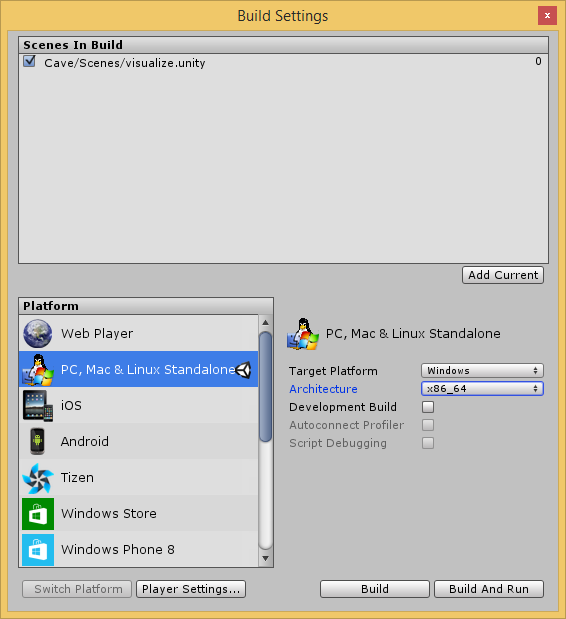 Build Settings
x
Scenes In Build
Cave/Scenes/visualize.unity 0
Add Current
Platform
Web Player
PC, Mac & Linux Standalone
iOS
Android
Tizen
Windows Store
Windows Phone 8
PC, Mac & Linux Standalone
Target Platform Windows
Architecture x86_64
Development Build
Autoconnect Profiler
Script Debugging
Switch Platform
Player Settings...
Build
Build And Run